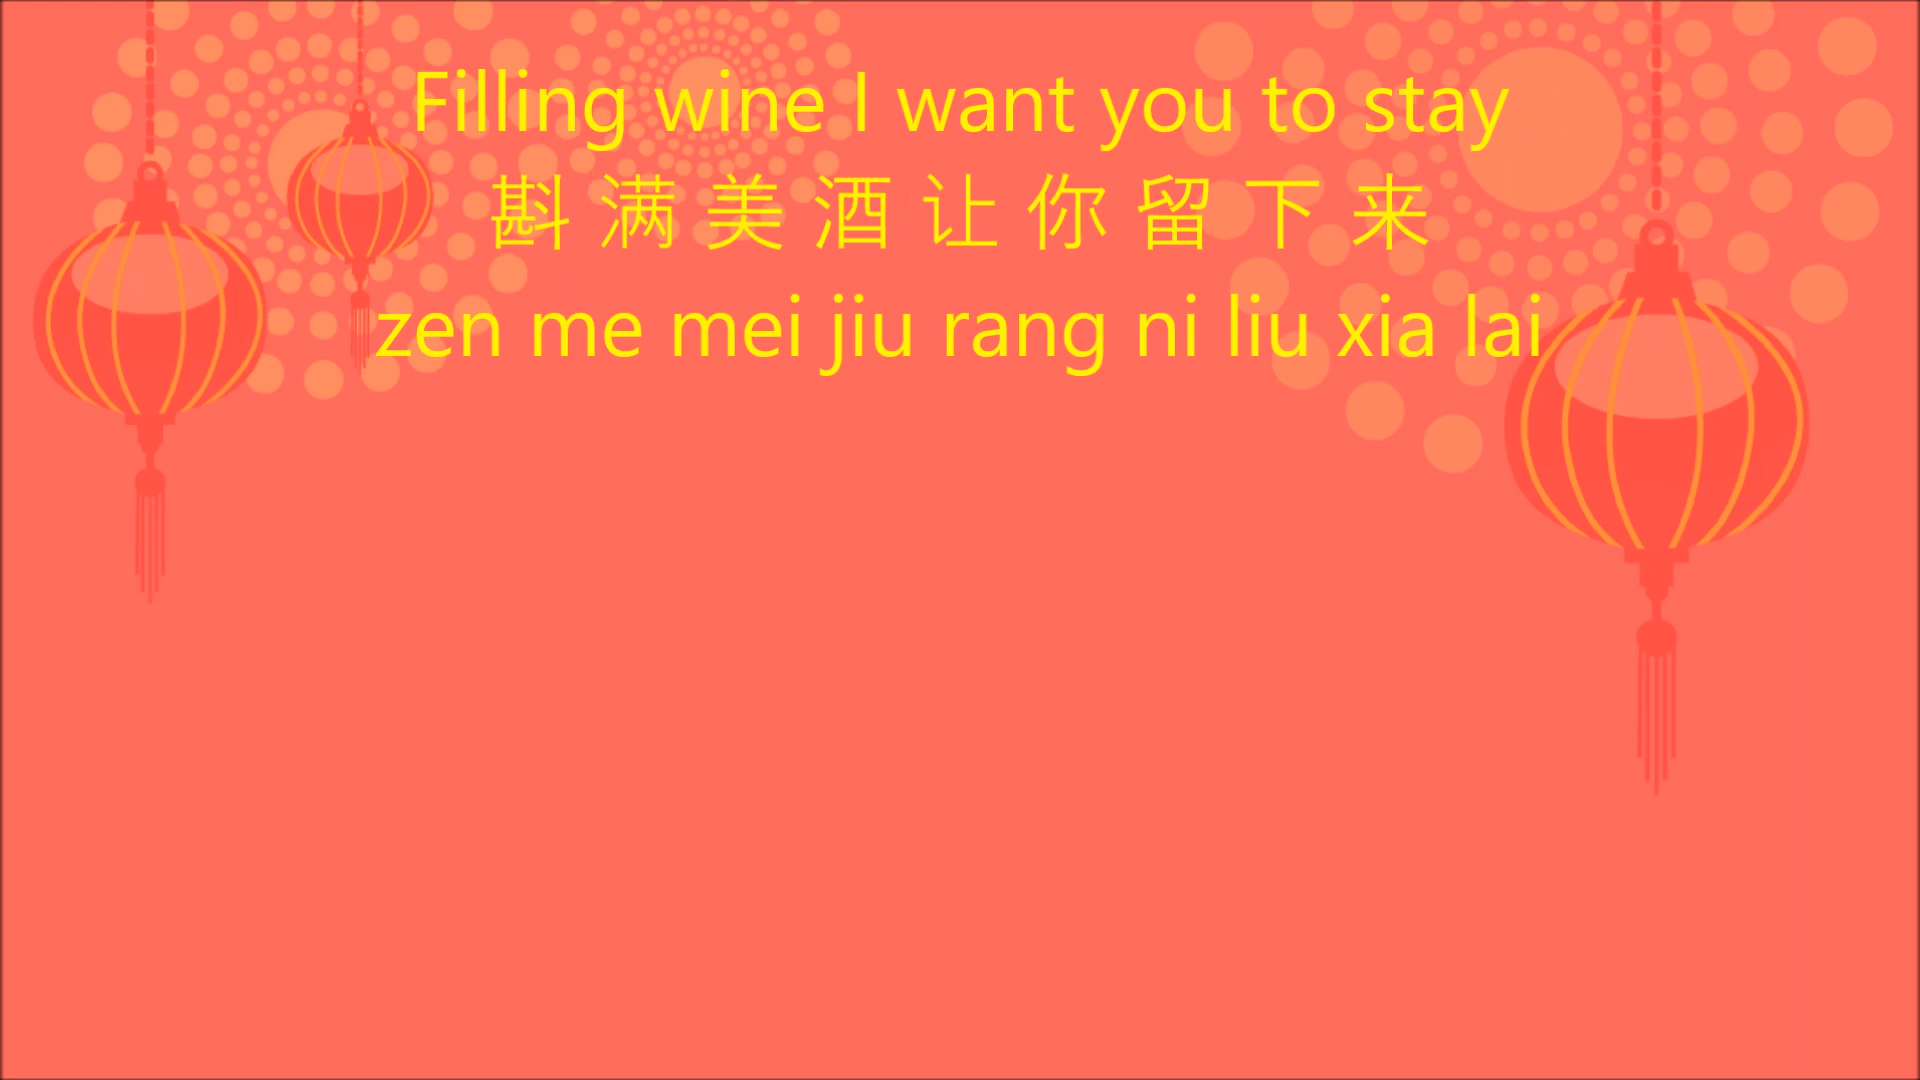 Filling wine I want you to stay
斟 满 美 酒 让 你 留 下 来
zen me mei jiu rang ni liu xia lai